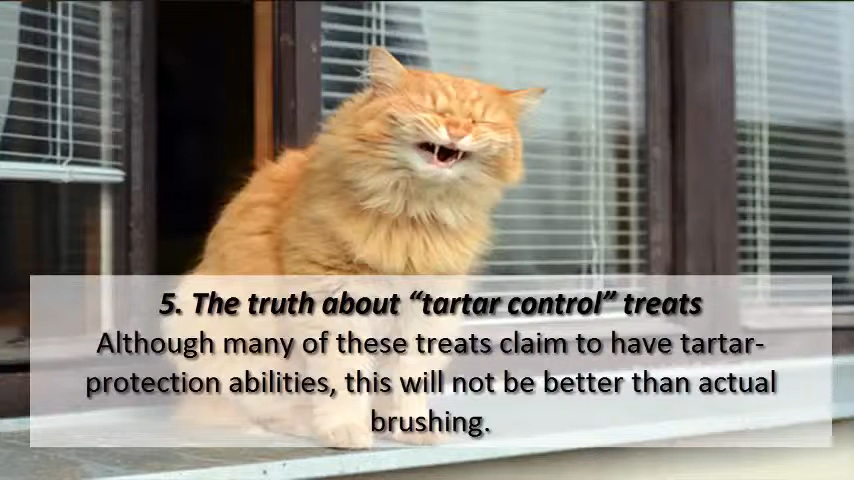 5. The truth about “tartar control” treats
Although many of these treats claim to have tartar-
protection abilities, this will not be better than actual
brushing.